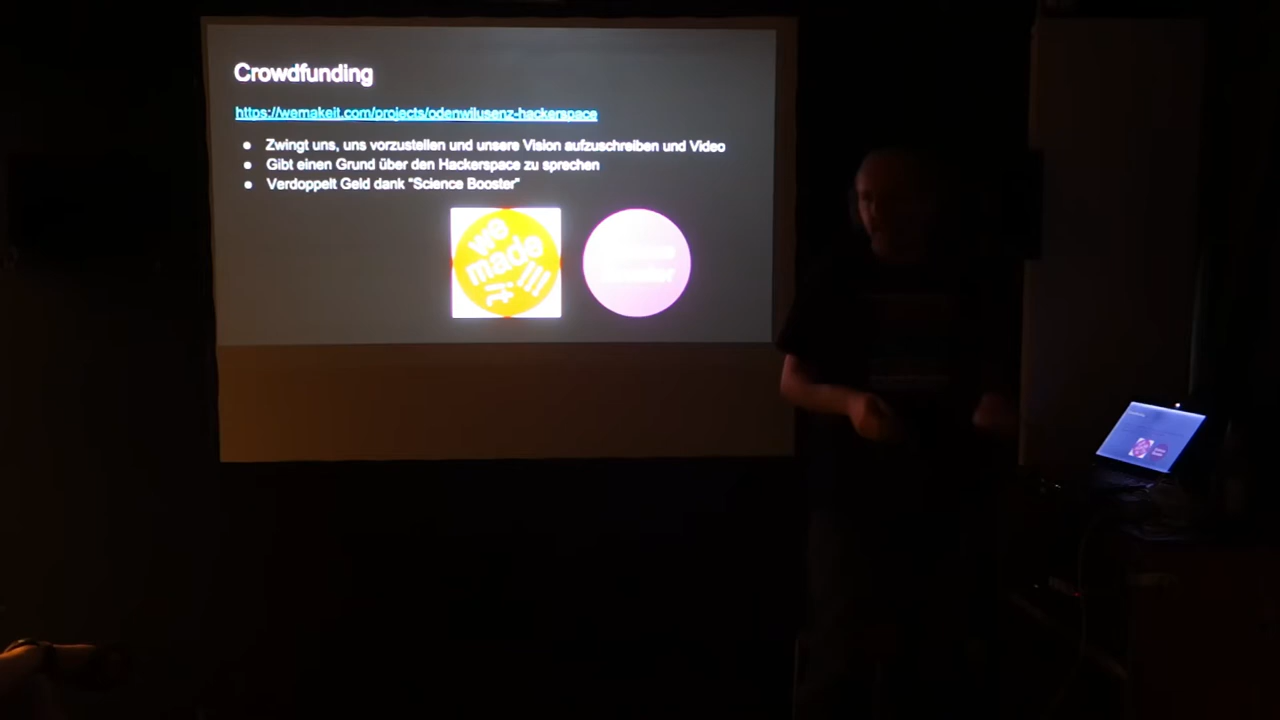 Crowdfunding
https://wemakeit.com/projects/odenwilusenz-hackerspace
Zwingt uns, uns vorzustellen und unsere Vision aufzuschreiben und Video
Gibt einen Grund über den Hackerspace zu sprechen
Verdoppelt Geld dank “Science Booster”
we
made
it!!!